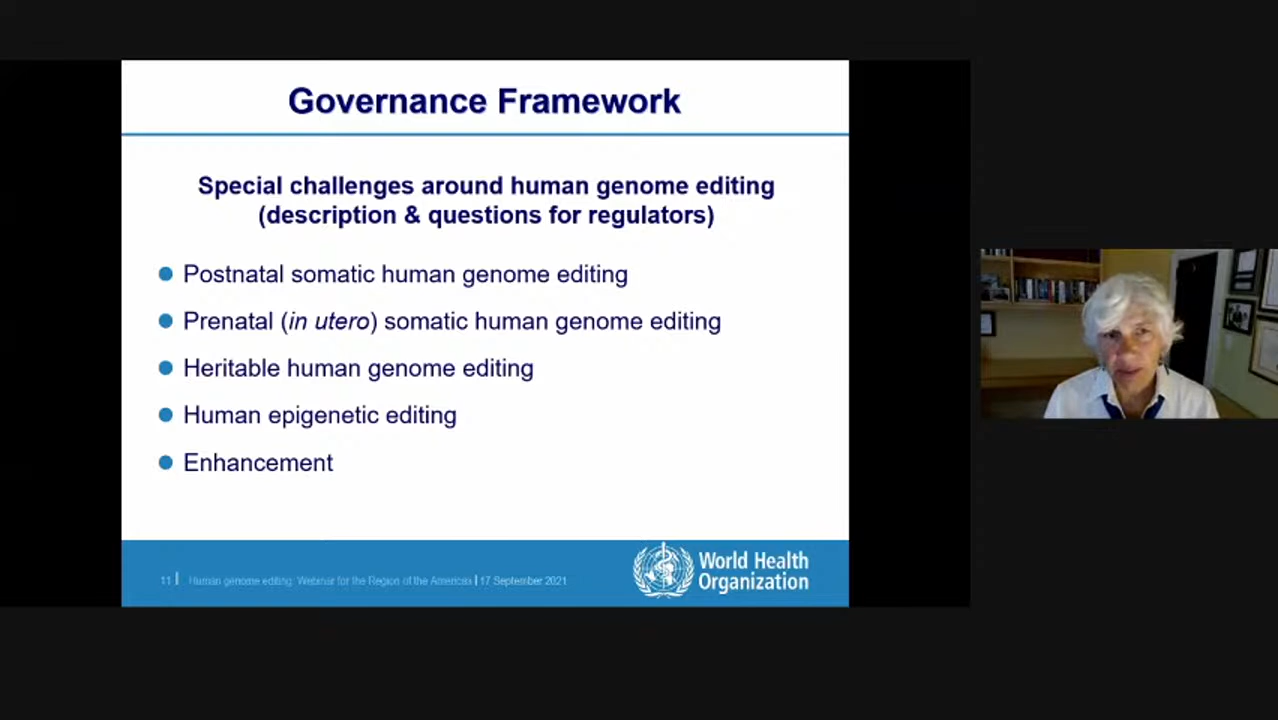 Governance Framework
Special challenges around human genome editing
(description & questions for regulators)
Postnatal somatic human genome editing
Prenatal (in utero) somatic human genome editing
Heritable human genome editing
Human epigenetic editing
Enhancement
11 | Human genome editing: Webinar for the Region of the Americas | 17 September 2021
World Health
Organization